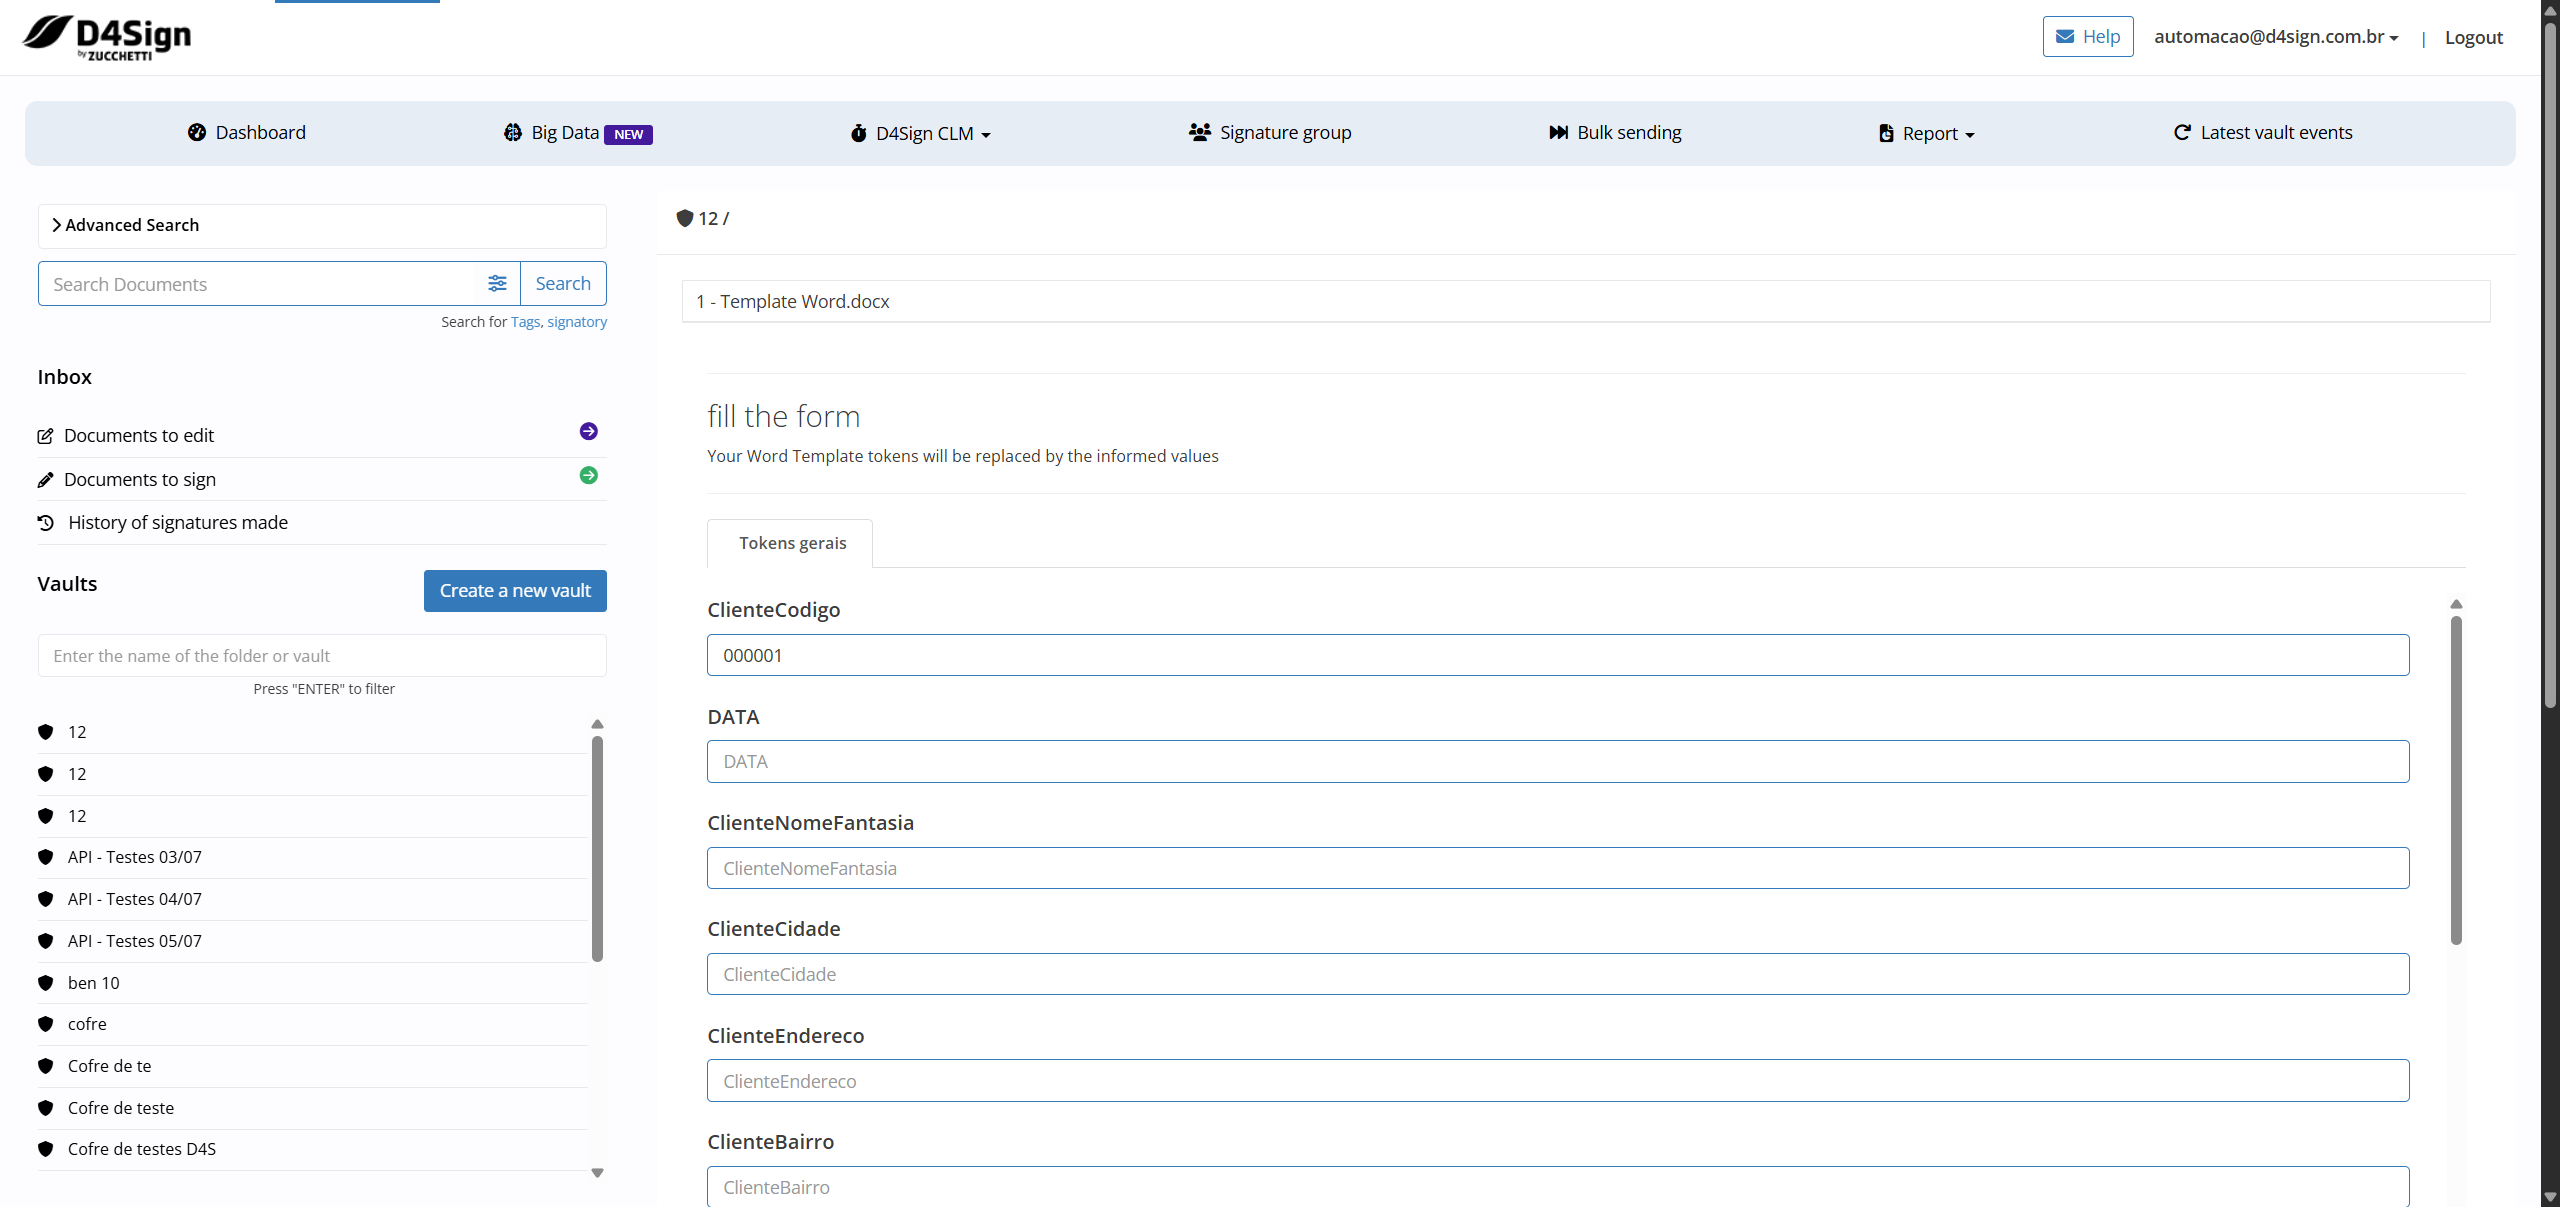 D4Sign
by ZUCCHETTI
Help
automacao@d4sign.com.br
|
Logout
Dashboard
Big Data NEW
D4Sign CLM
Signature group
Bulk sending
Report
Latest vault events
Advanced Search
Search Documents
Search
Search for Tags, signatory
Inbox
Documents to edit
Documents to sign
History of signatures made
Vaults
Create a new vault
Enter the name of the folder or vault
Press "ENTER" to filter
12
12
12
API - Testes 03/07
API - Testes 04/07
API - Testes 05/07
ben 10
cofre
Cofre de te
Cofre de teste
Cofre de testes D4S
12 /
1 - Template Word.docx
fill the form
Your Word Template tokens will be replaced by the informed values
Tokens gerais
ClienteCodigo
000001
DATA
DATA
ClienteNomeFantasia
ClienteNomeFantasia
ClienteCidade
ClienteCidade
ClienteEndereco
ClienteEndereco
ClienteBairro
ClienteBairro